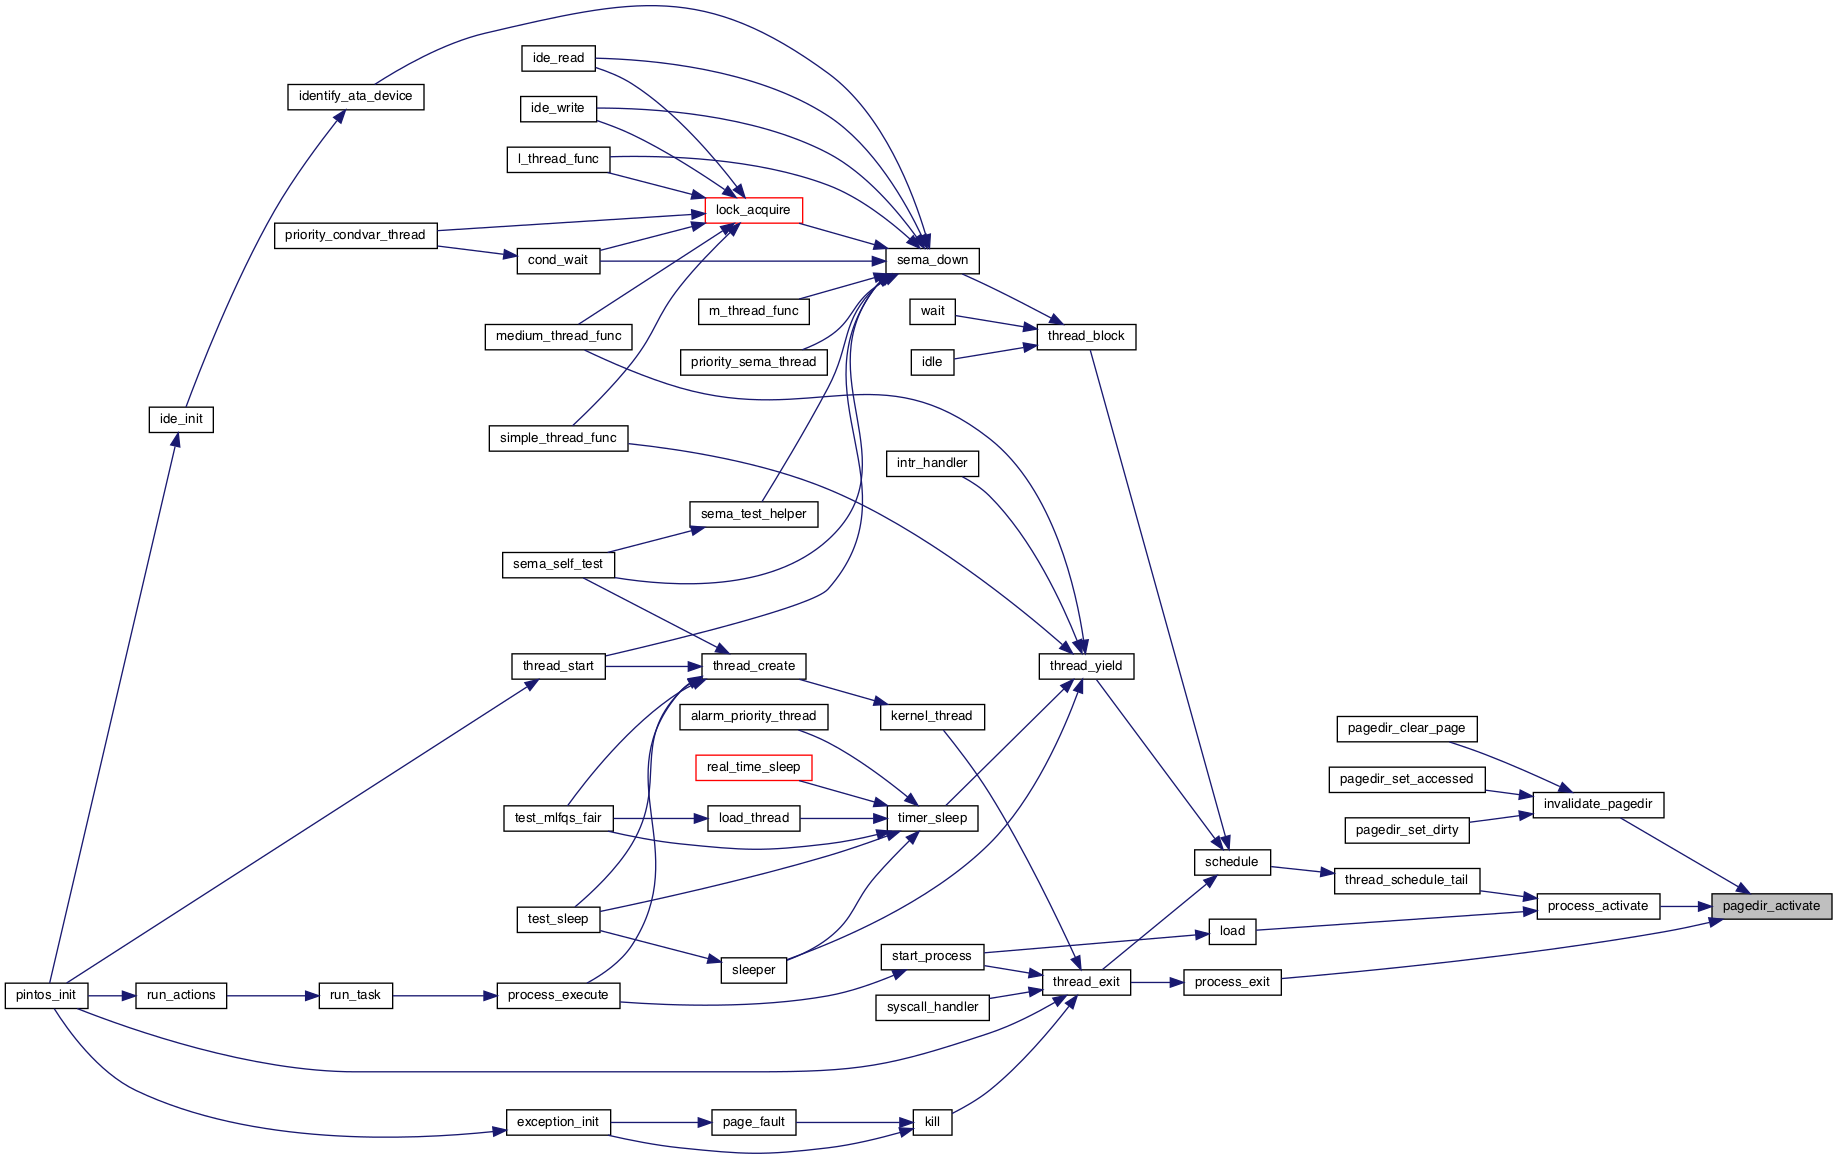 ide_read
identify_ata_device
ide_write
l_thread_func
lock_acquire
priority_condvar_thread
cond_wait
sema_down
m_thread_func
wait
medium_thread_func
thread_block
priority_sema_thread
idle
ide_init
simple_thread_func
intr_handler
sema_test_helper
sema_self_test
thread_start
thread_create
thread_yield
alarm_priority_thread
kernel_thread
pagedir_clear_page
real_time_sleep
pagedir_set_accessed
invalidate_pagedir
test_mlfqs_fair
load_thread
timer_sleep
pagedir_set_dirty
schedule
thread_schedule_tail
process_activate
pagedir_activate
test_sleep
load
start_process
sleeper
thread_exit
process_exit
pintos_init
run_actions
run_task
process_execute
syscall_handler
exception_init
page_fault
kill